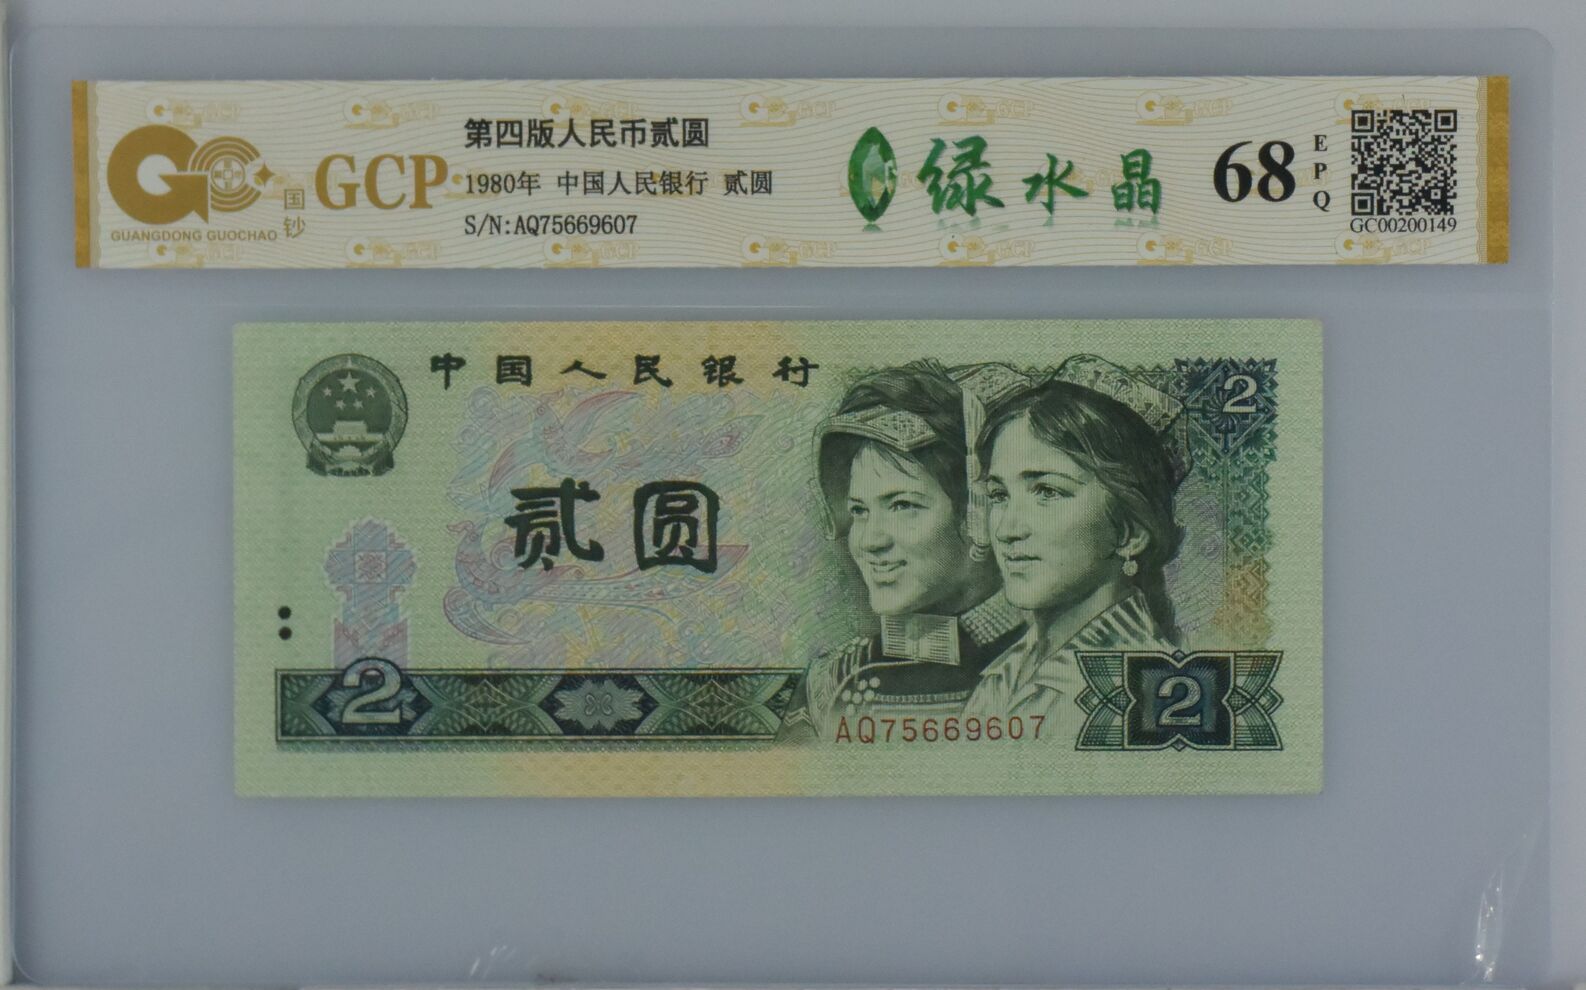 GCP
国钞
GUANGDONG GUOCHAO
第四版人民币贰圆
1980年 中国人民银行 贰圆
S/N:AQ75669607
绿水晶
68
EPQ
GC00200149
中国人民银行
2
贰圆
2
AQ75669607
2